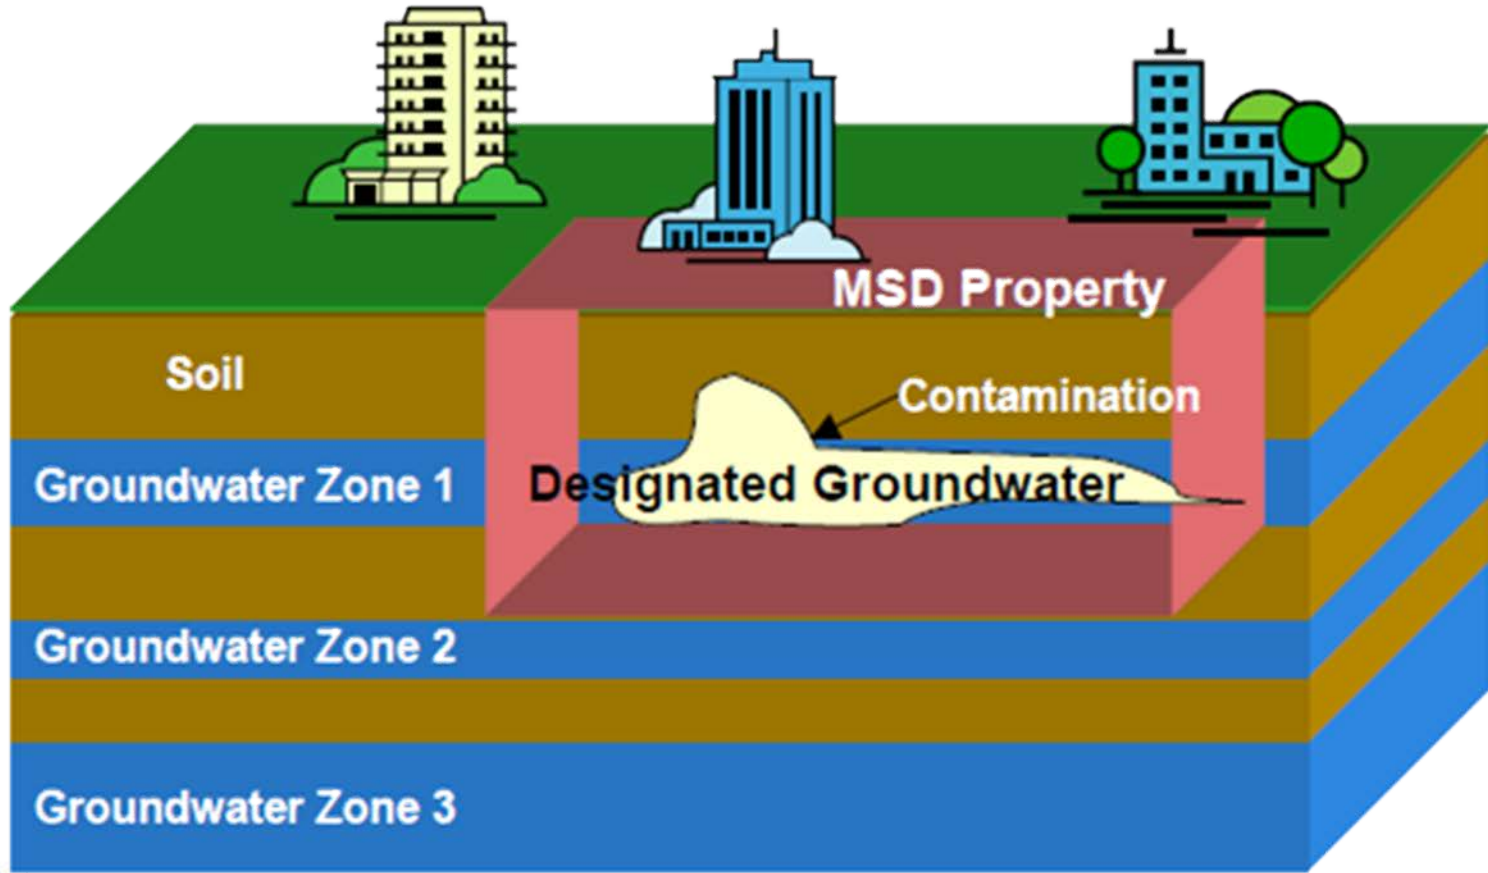 MSD Property
Soil
Contamination
Groundwater Zone 1
Designated Groundwater
Groundwater Zone 2
Groundwater Zone 3